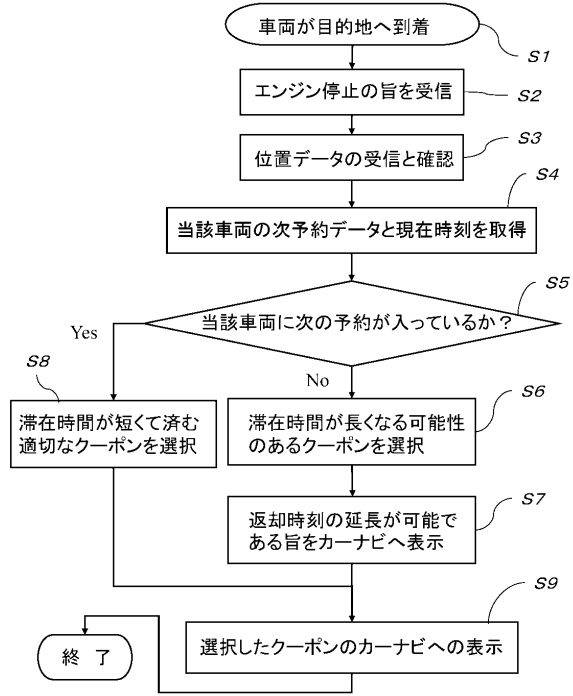 車両が目的地へ到着
S1
エンジン停止の旨を受信
S2
位置データの受信と確認
S3
当該車両の次予約データと現在時刻を取得
S4
当該車両に次の予約が入っているか？
S5
Yes
No
S8
滞在時間が短くて済む
適切なクーポンを選択
S6
滞在時間が長くなる可能性
のあるクーポンを選択
S7
返却時刻の延長が可能で
ある旨をカーナビへ表示
S9
選択したクーポンのカーナビへの表示
終 了